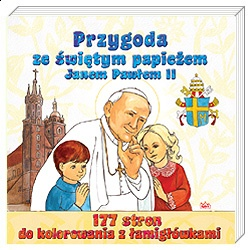 Przygoda
ze świętym papieżem
Janem Pawłem II
177 stron
do kolorowania z łamigłówkami